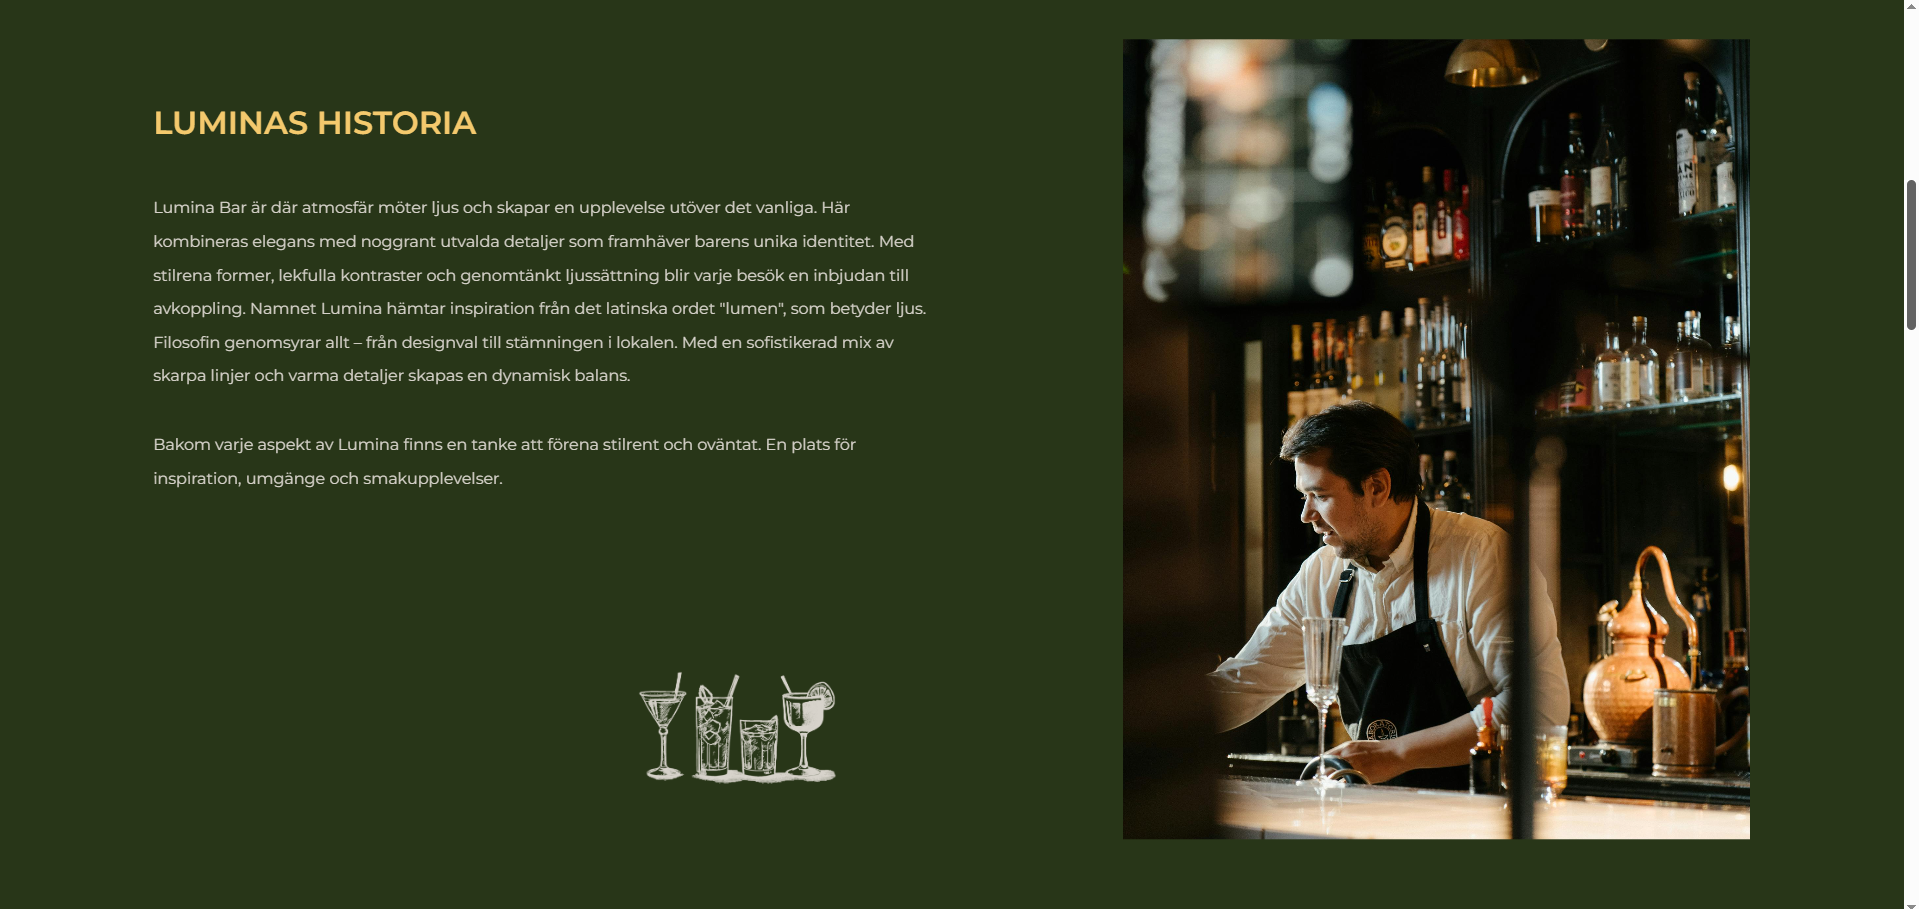 LUMINAS HISTORIA
Lumina Bar är där atmosfär möter ljus och skapar en upplevelse utöver det vanliga. Här
kombineras elegans med noggrant utvalda detaljer som framhäver barens unika identitet. Med
stilrena former, lekfulla kontraster och genomtänkt ljussättning blir varje besök en inbjudan till
avkoppling. Namnet Lumina hämtar inspiration från det latinska ordet "lumen", som betyder ljus.
Filosofin genomsyrar allt – från designval till stämningen i lokalen. Med en sofistikerad mix av
skarpa linjer och varma detaljer skapas en dynamisk balans.
Bakom varje aspekt av Lumina finns en tanke att förena stilrent och oväntat. En plats för
inspiration, umgänge och smakupplevelser.